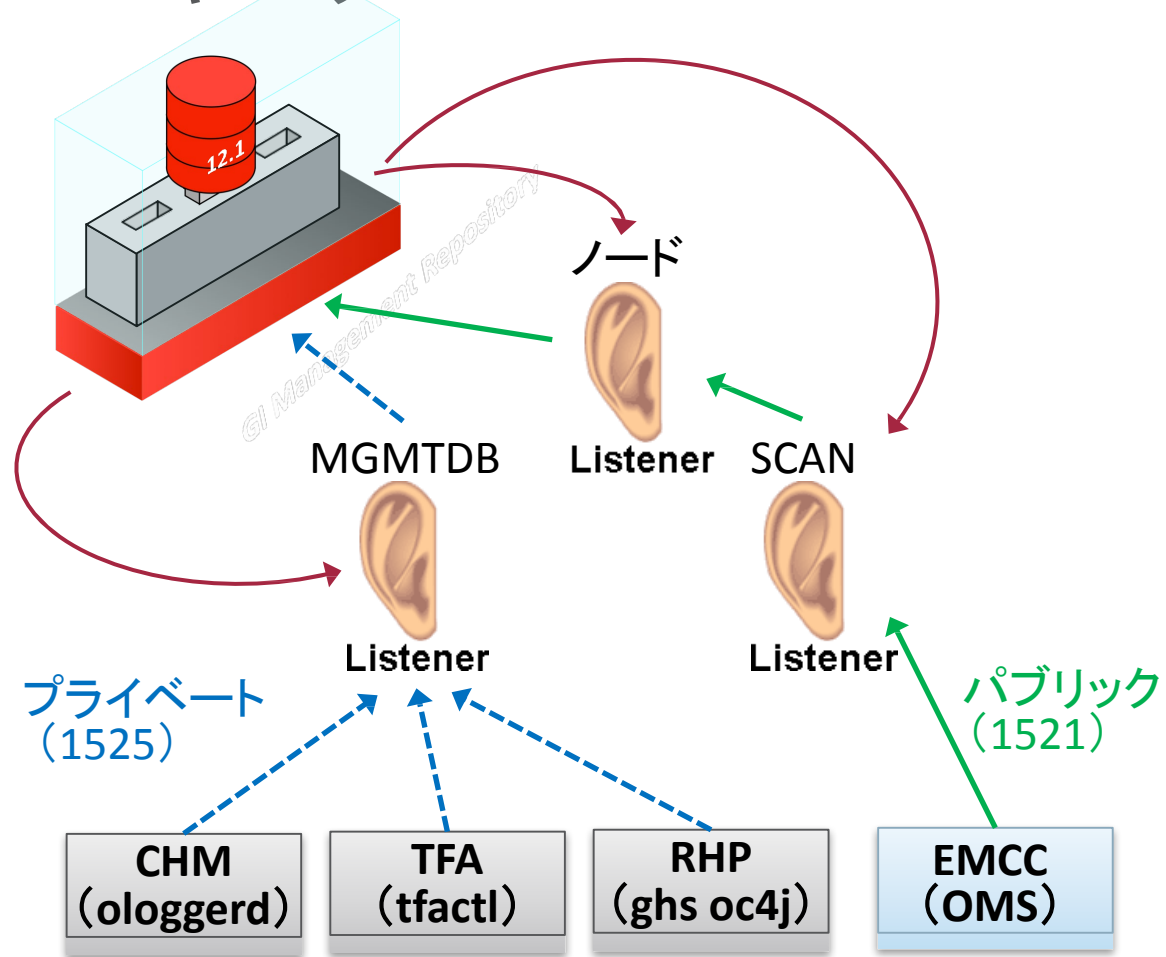 12.1
GI Management Repository
ノード
Listener
MGMTDB
Listener
SCAN
Listener
プライベート
（1525）
パブリック
（1521）
CHM
（ologgerd）
TFA
（tfactl）
RHP
（ghs oc4j）
EMCC
（OMS）